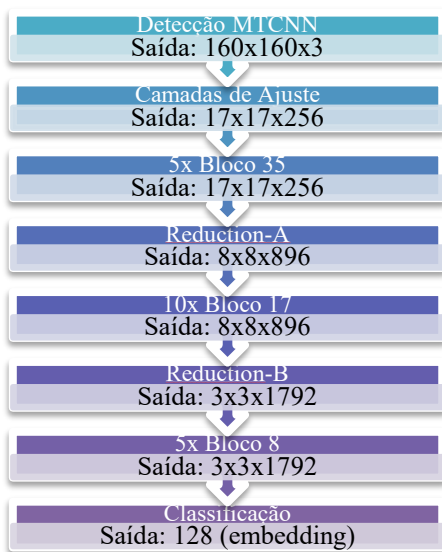 Detecção MTCNN
Saída: 160x160x3
Camadas de Ajuste
Saída: 17x17x256
5x Bloco 35
Saída: 17x17x256
Reduction-A
Saída: 8x8x896
10x Bloco 17
Saída: 8x8x896
Reduction-B
Saída: 3x3x1792
5x Bloco 8
Saída: 3x3x1792
Classificação
Saída: 128 (embedding)